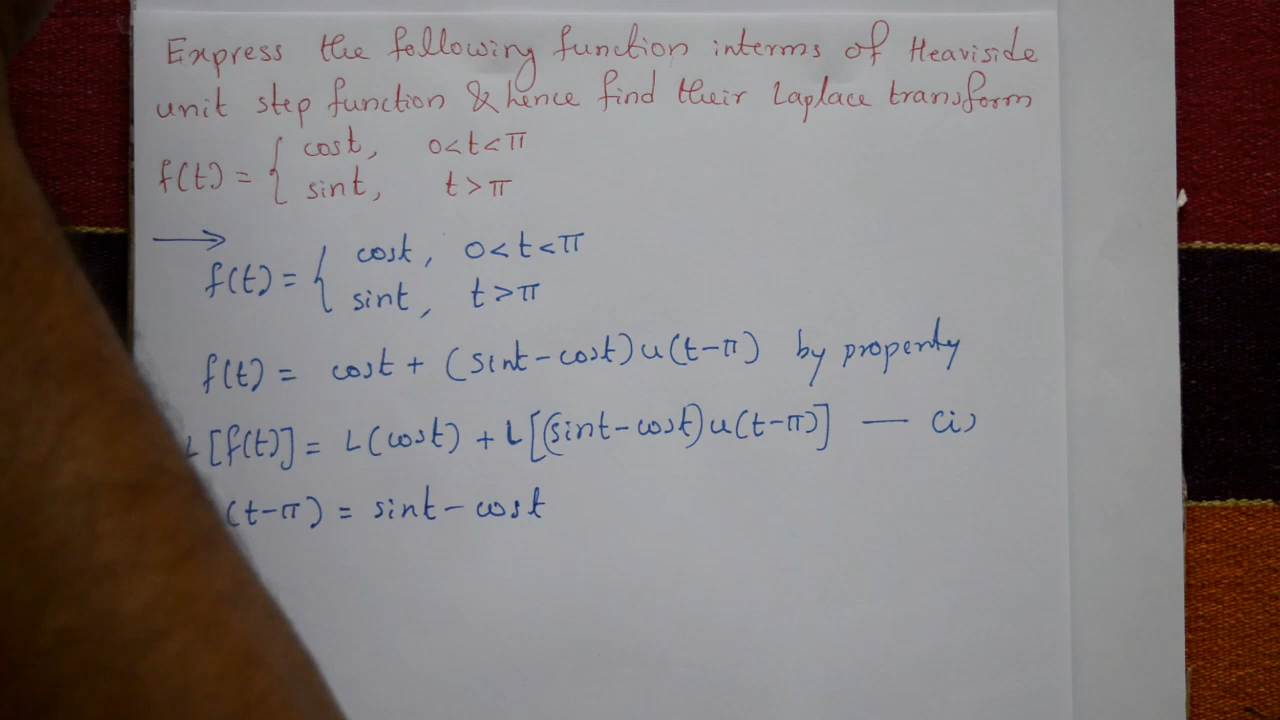 Express the following function interms of Heaviside
unit step function & hence find their Laplace transform
f(t) = { cost, 0<t<π
sint, t>π
→ f(t) = { cost, 0<t<π
sint, t>π
f(t) = cost + (sint-cost)u(t-π) by property
L[f(t)] = L(cost) + L[(sint-cost)u(t-π)] — (i)
(t-π) = sint - cost